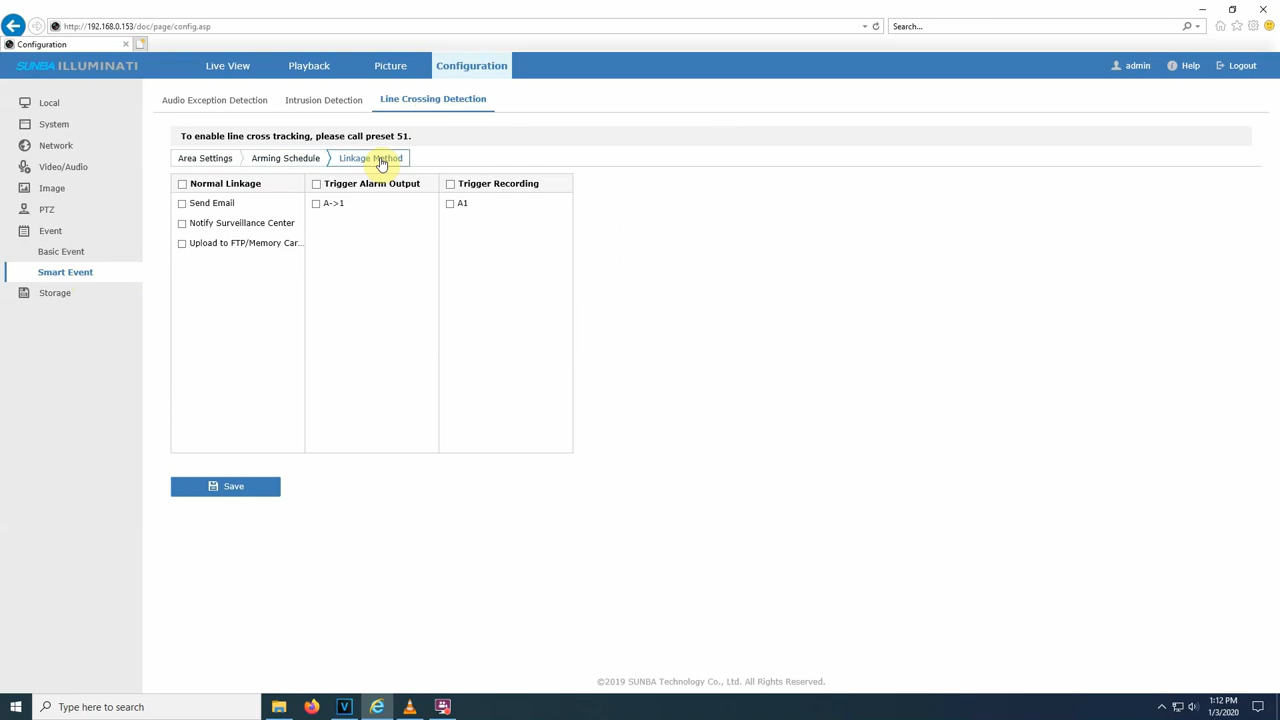 http://192.168.0.153/doc/page/config.asp
Search...
Configuration
SUNBA ILLUMINATI
Live View
Playback
Picture
Configuration
admin
Help
Logout
Local
System
Network
Video/Audio
Image
PTZ
Event
Basic Event
Smart Event
Storage
Audio Exception Detection
Intrusion Detection
Line Crossing Detection
To enable line cross tracking, please call preset 51.
Area Settings
Arming Schedule
Linkage Method
Normal Linkage
Trigger Alarm Output
Trigger Recording
Send Email
A->1
A1
Notify Surveillance Center
Upload to FTP/Memory Car...
Save
©2019 SUNBA Technology Co., Ltd. All Rights Reserved.
Type here to search
1:12 PM
1/3/2020